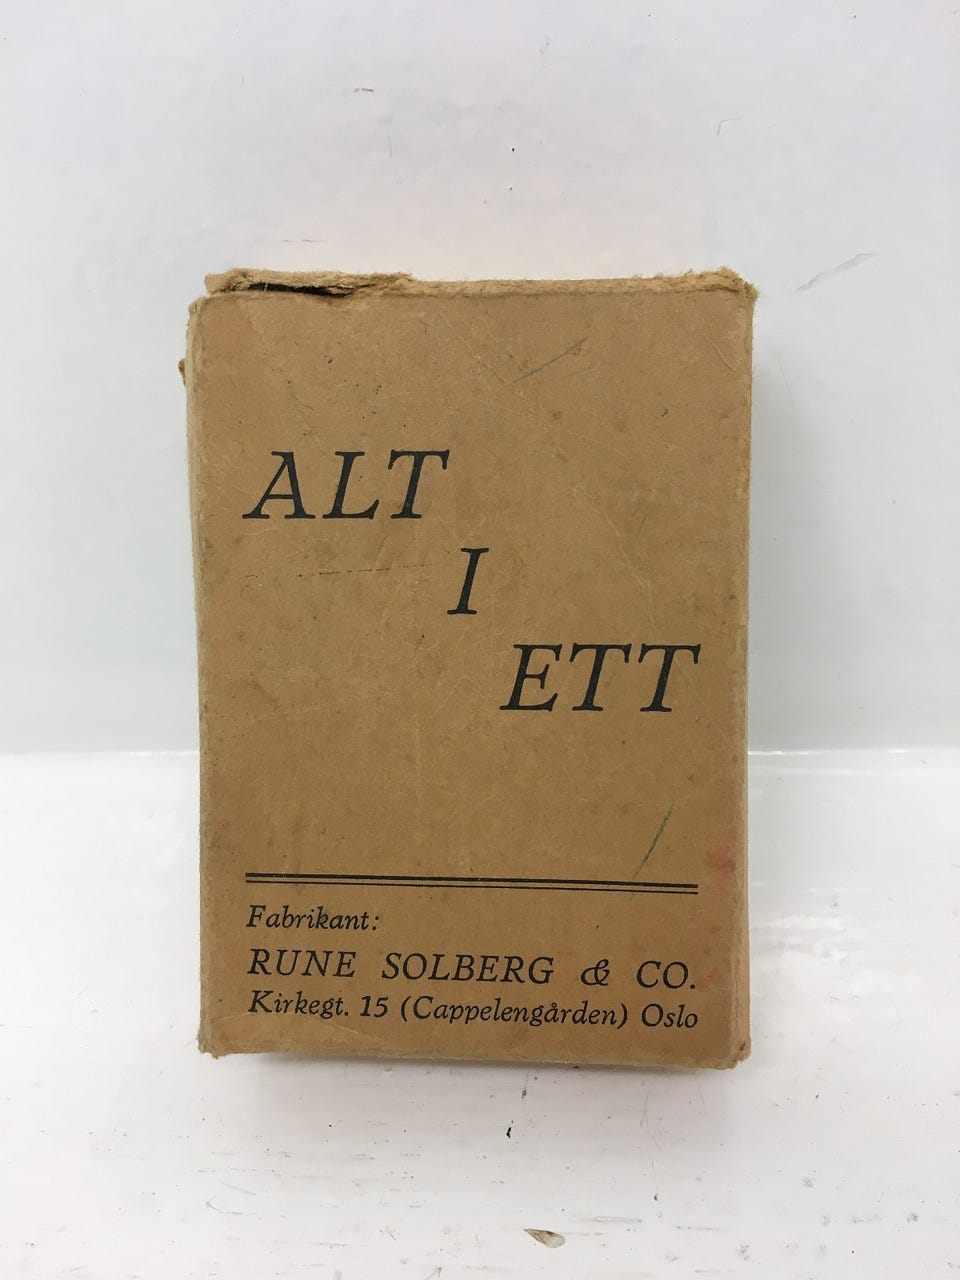 ALT
I
ETT
Fabrikant:
RUNE SOLBERG & CO.
Kirkegt. 15 (Cappelengården) Oslo